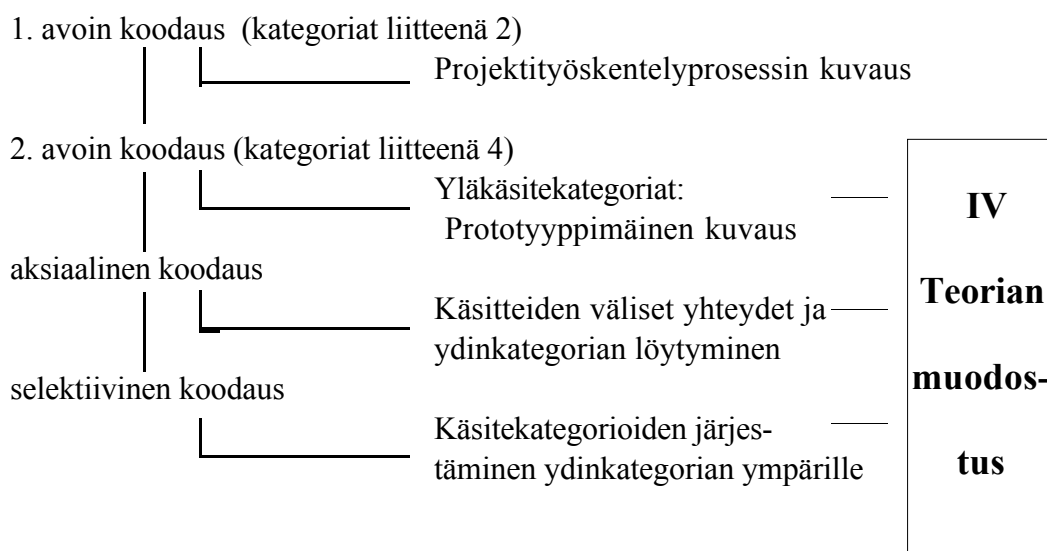 1. avoin koodaus (kategoriat liitteenä 2)
Projektityöskentelyprosessin kuvaus
2. avoin koodaus (kategoriat liitteenä 4)
Yläkäsitekategoriat:
Prototyyppimäinen kuvaus
aksiaalinen koodaus
Käsitteiden väliset yhteydet ja
ydinkategorian löytyminen
selektiivinen koodaus
Käsitekategorioiden järjes-
täminen ydinkategorian ympärille
IV
Teorian
muodos-
tus